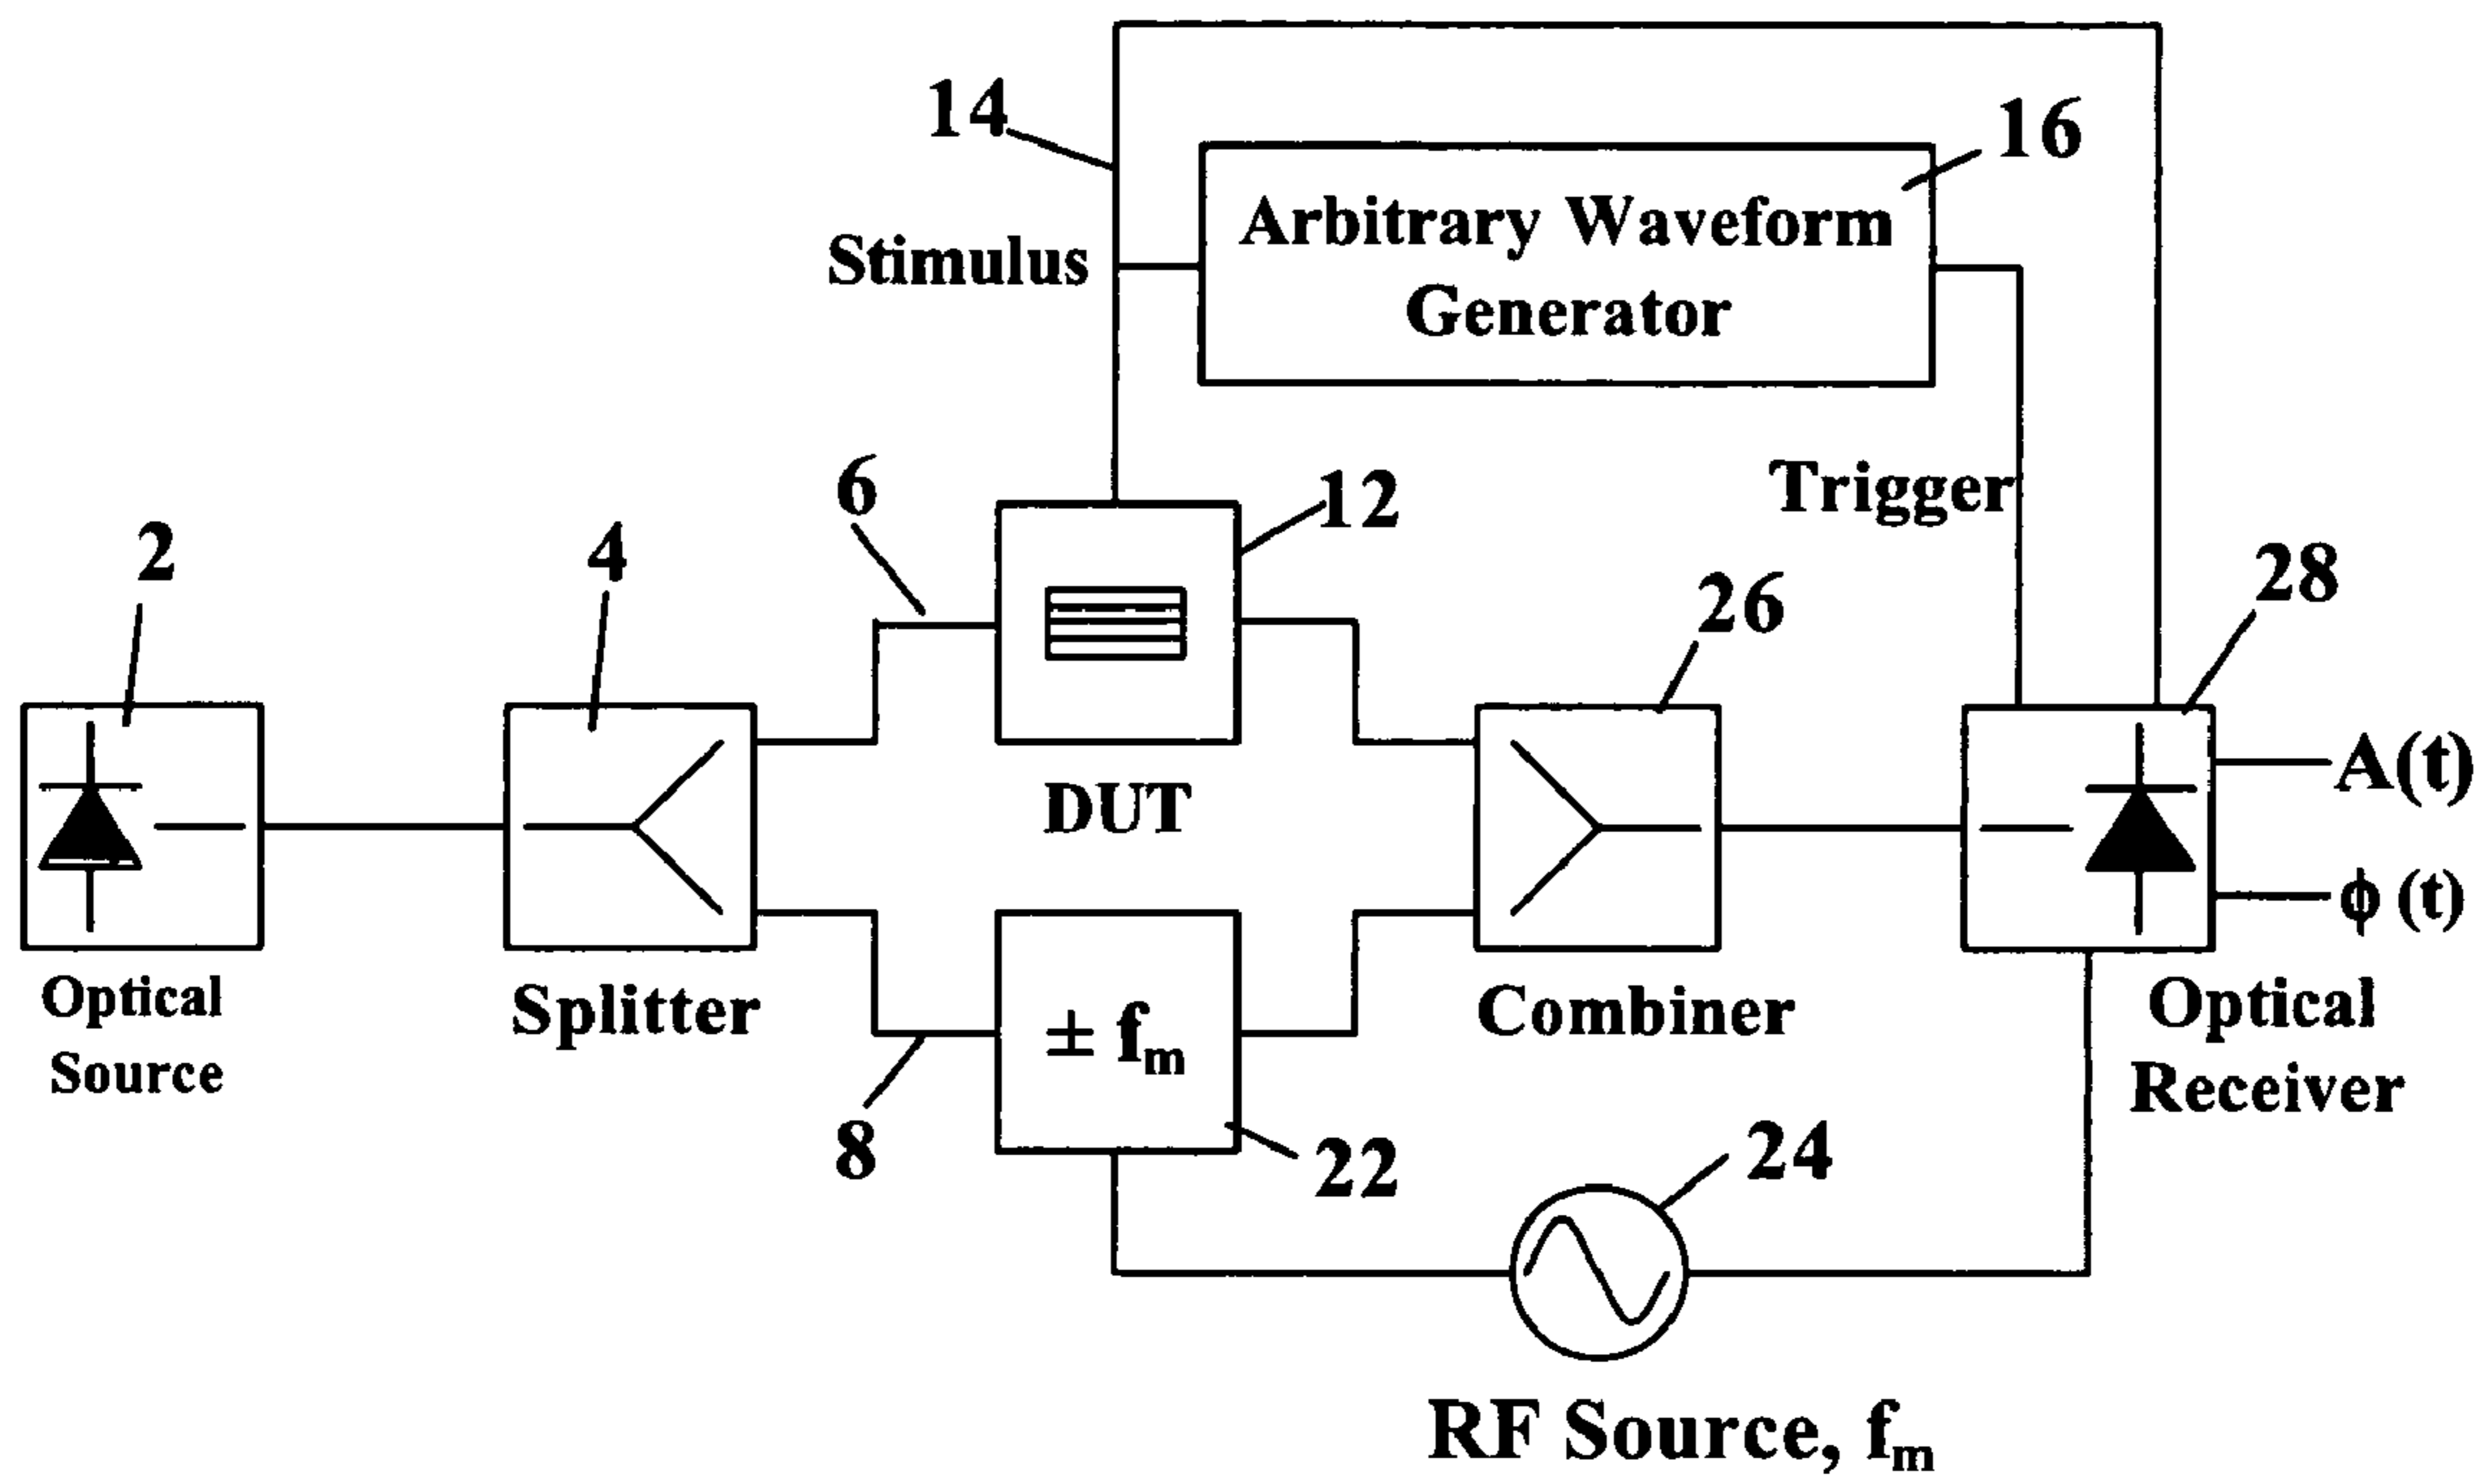 14
16
Arbitrary Waveform
Generator
Stimulus
6
12
Trigger
2
4
26
28
A(t)
DUT
ϕ (t)
Optical
Source
Splitter
± fₘ
Combiner
Optical
Receiver
8
22
24
RF Source, fₘ